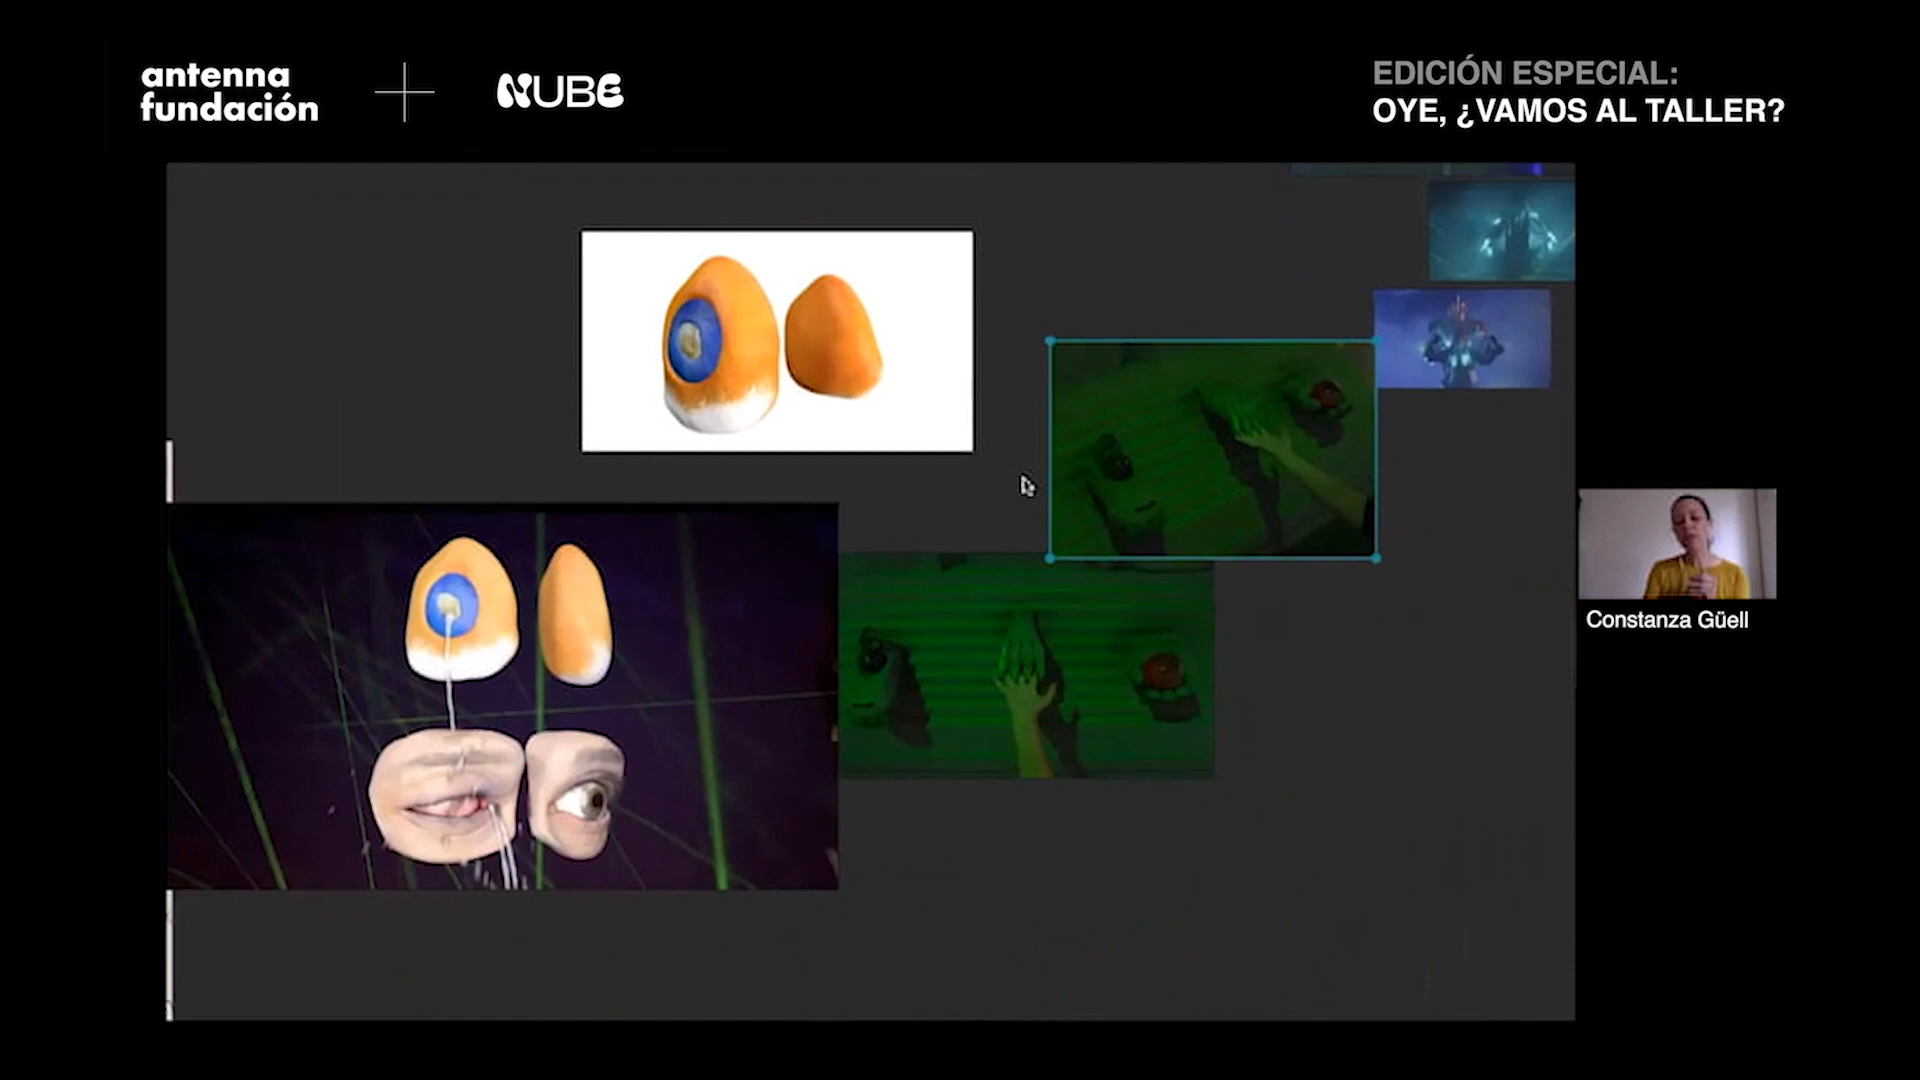 antenna
fundación
NUBE
EDICIÓN ESPECIAL:
OYE, ¿VAMOS AL TALLER?
Constanza Güell